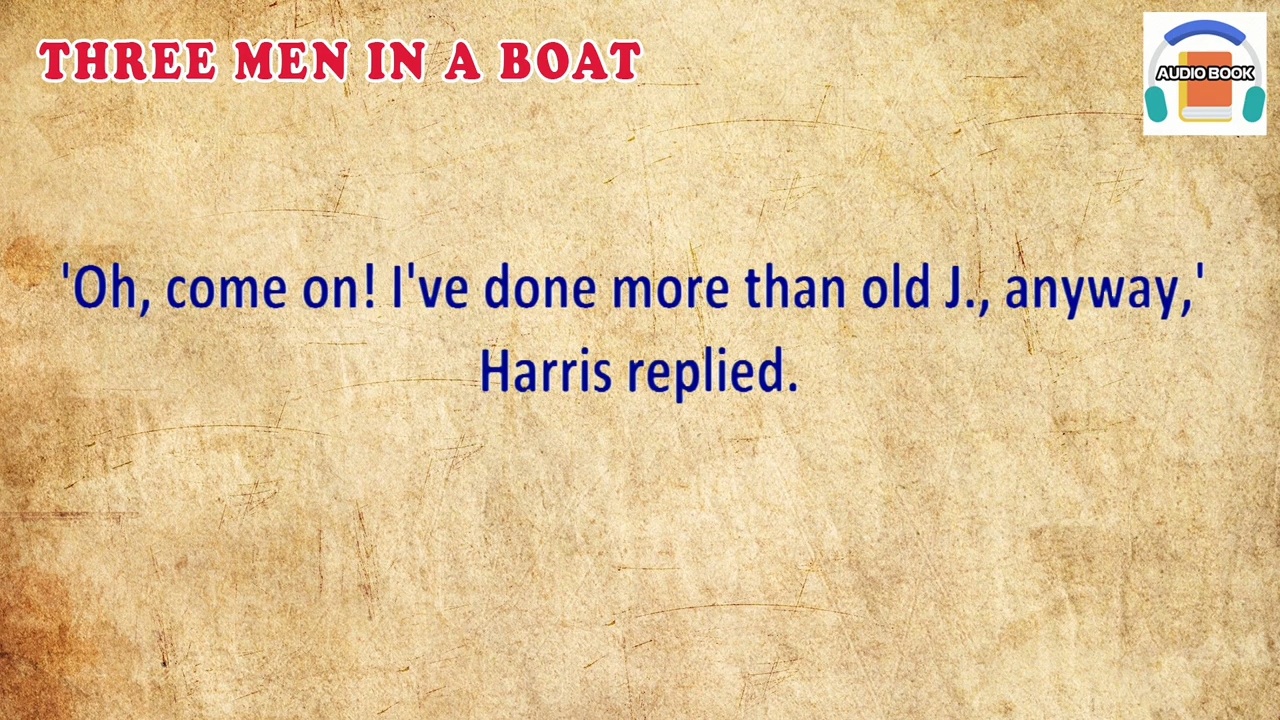 THREE MEN IN A BOAT
AUDIO BOOK
'Oh, come on! I've done more than old J., anyway,'
Harris replied.